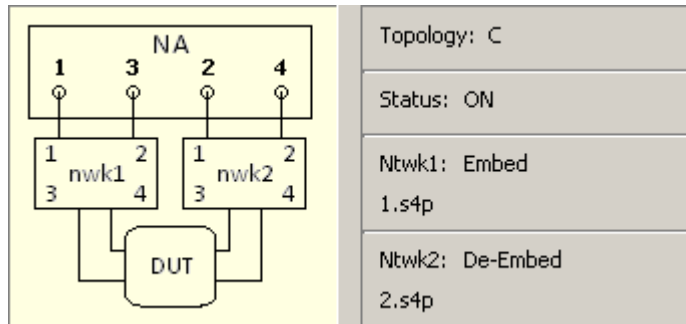 NA
1 3 2 4
1 2 1 2
nwk1 nwk2
3 4 3 4
DUT
Topology: C
Status: ON
Ntwk1: Embed
1.s4p
Ntwk2: De-Embed
2.s4p